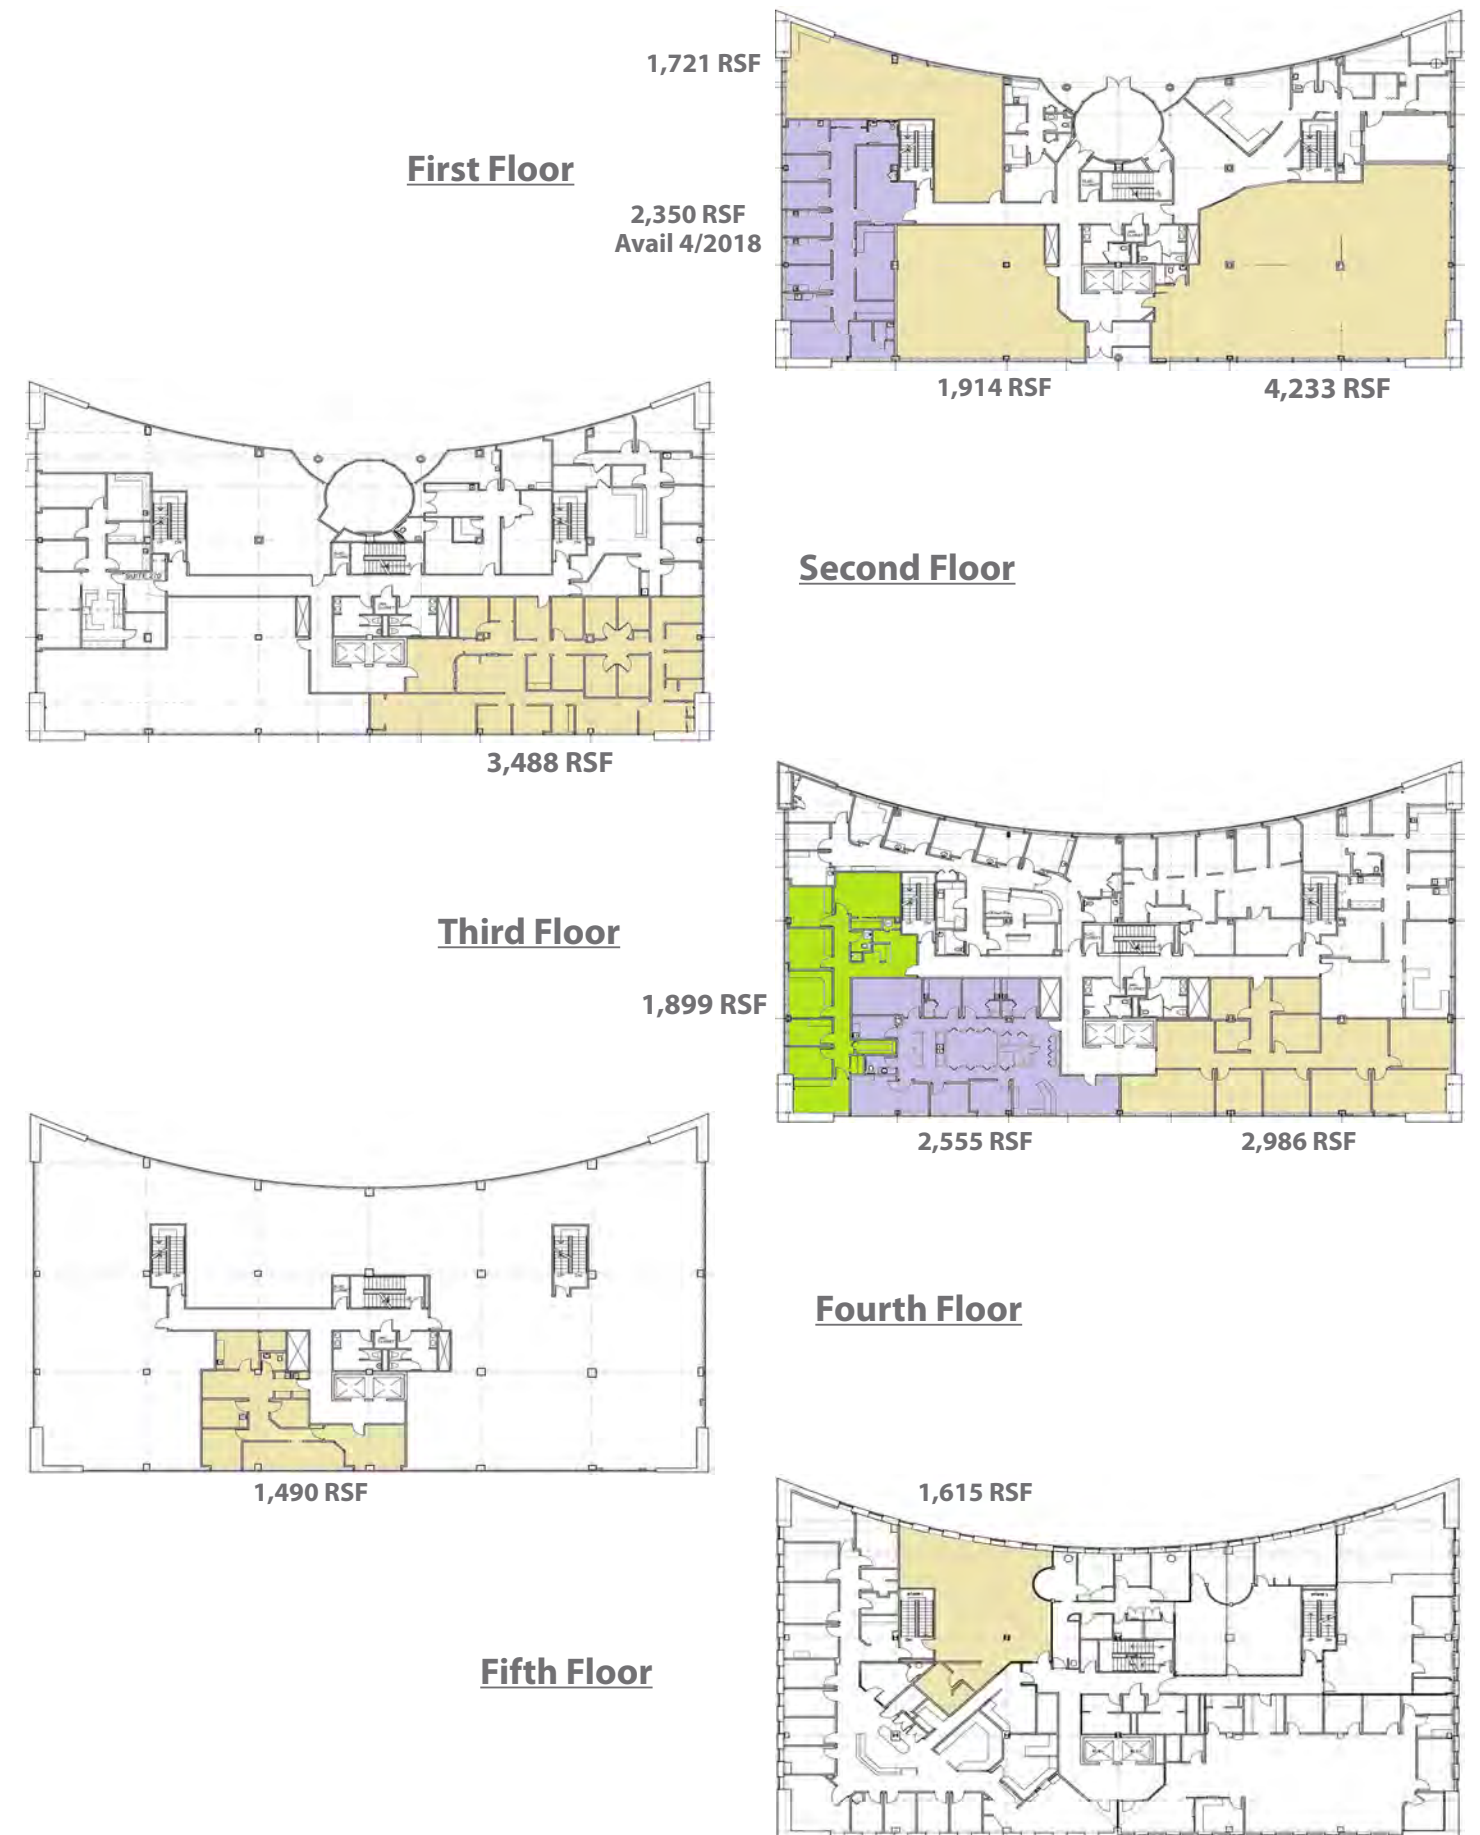 1,721 RSF
First Floor
2,350 RSF
Avail 4/2018
1,914 RSF
4,233 RSF
Second Floor
SUITE 210
3,488 RSF
Third Floor
1,899 RSF
2,555 RSF
2,986 RSF
Fourth Floor
1,490 RSF
1,615 RSF
Fifth Floor